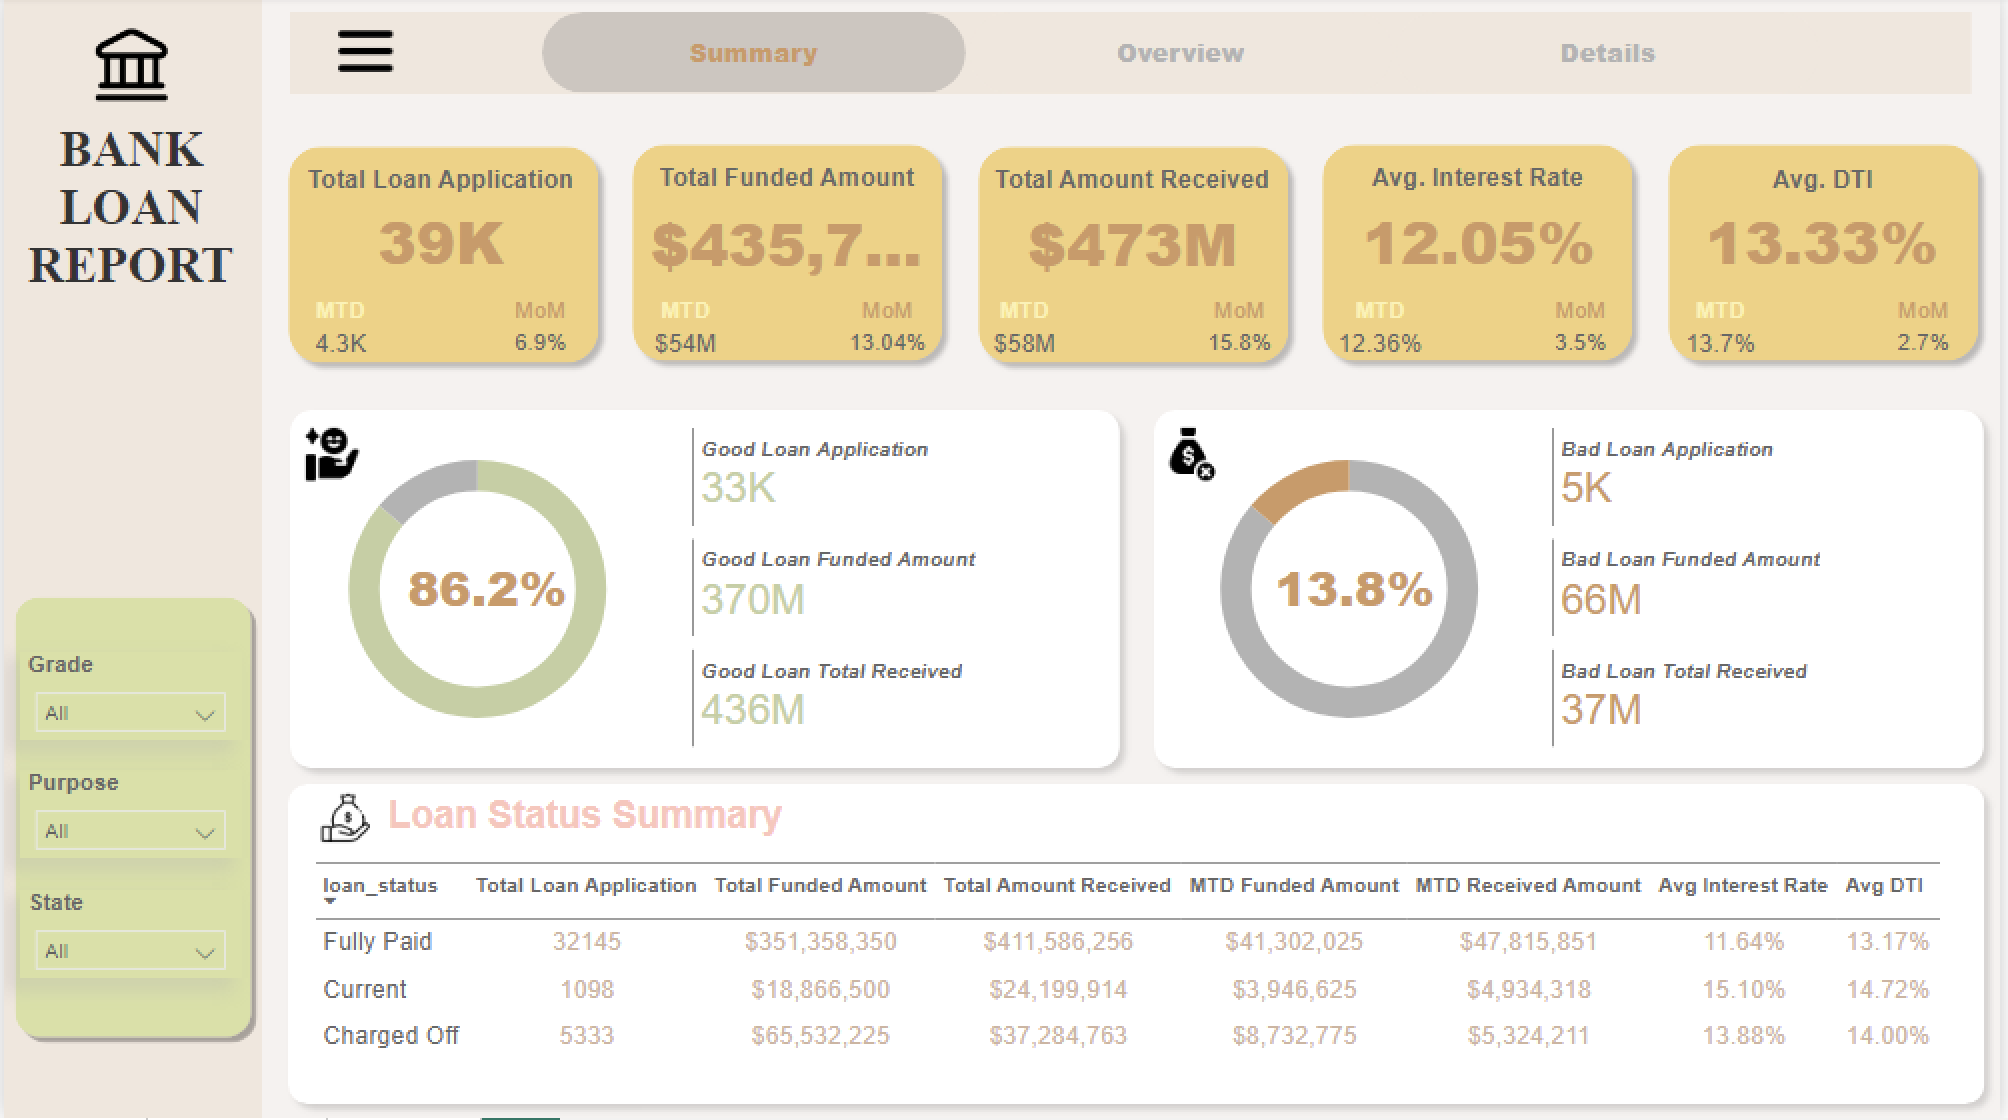 BANK
LOAN
REPORT
Summary Overview Details
Total Loan Application
39K
MTD MoM
4.3K 6.9%
Total Funded Amount
$435,7...
MTD MoM
$54M 13.04%
Total Amount Received
$473M
MTD MoM
$58M 15.8%
Avg. Interest Rate
12.05%
MTD MoM
12.36% 3.5%
Avg. DTI
13.33%
MTD MoM
13.7% 2.7%
86.2%
Good Loan Application
33K
Good Loan Funded Amount
370M
Good Loan Total Received
436M
$
13.8%
Bad Loan Application
5K
Bad Loan Funded Amount
66M
Bad Loan Total Received
37M
Grade
All
Purpose
All
State
All
$
Loan Status Summary
loan_status Total Loan Application Total Funded Amount Total Amount Received MTD Funded Amount MTD Received Amount Avg Interest Rate Avg DTI
Fully Paid 32145 $351,358,350 $411,586,256 $41,302,025 $47,815,851 11.64% 13.17%
Current 1098 $18,866,500 $24,199,914 $3,946,625 $4,934,318 15.10% 14.72%
Charged Off 5333 $65,532,225 $37,284,763 $8,732,775 $5,324,211 13.88% 14.00%